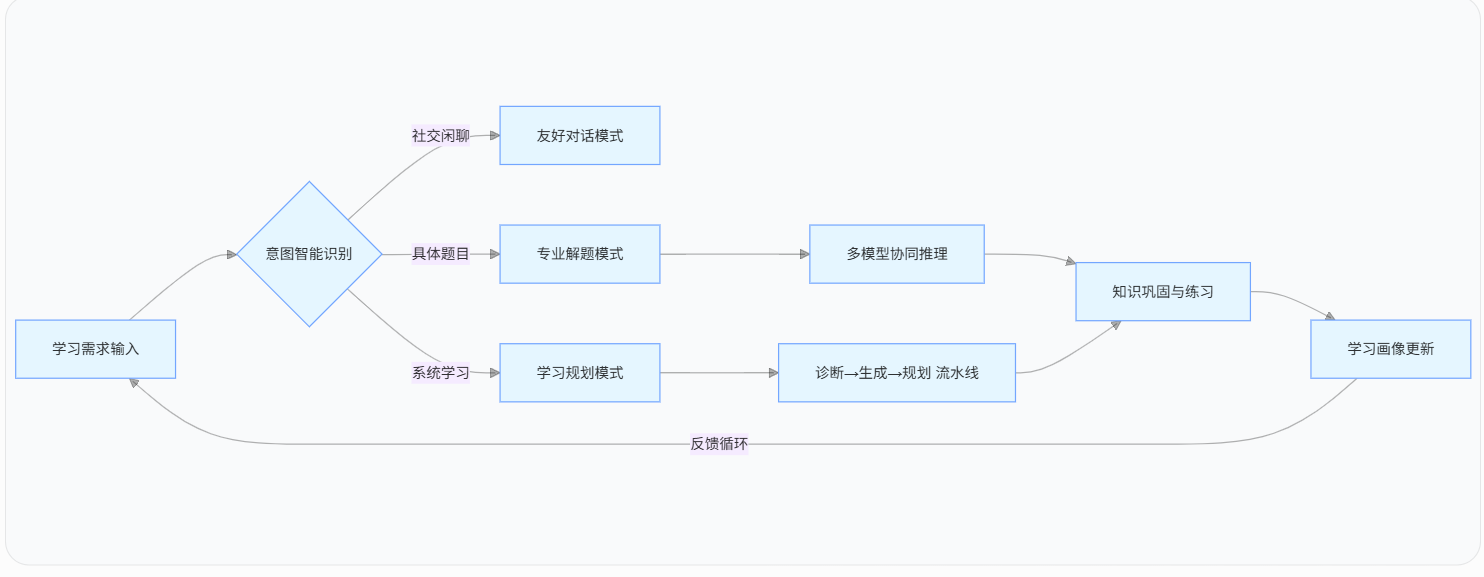 社交闲聊
友好对话模式
意图智能识别
具体题目
专业解题模式
多模型协同推理
知识巩固与练习
学习需求输入
学习画像更新
系统学习
学习规划模式
诊断→生成→规划 流水线
反馈循环